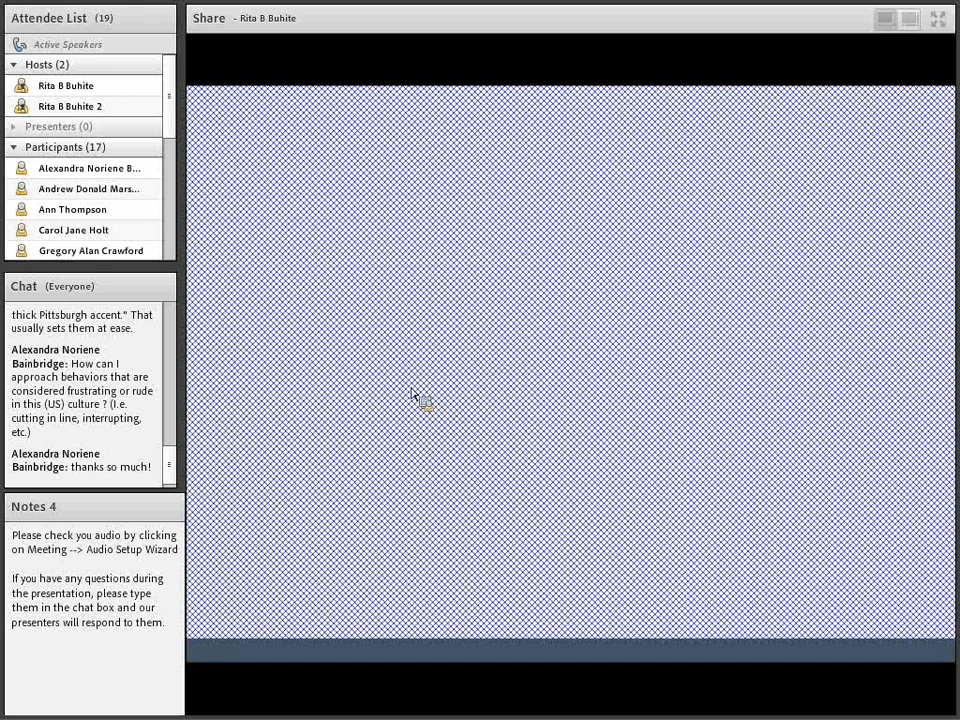 Attendee List (19)
Active Speakers
Hosts (2)
Rita B Buhite
Rita B Buhite 2
Presenters (0)
Participants (17)
Alexandra Noriene B...
Andrew Donald Mars...
Ann Thompson
Carol Jane Holt
Gregory Alan Crawford
Chat (Everyone)
thick Pittsburgh accent." That
usually sets them at ease.
Alexandra Noriene
Bainbridge: How can I
approach behaviors that are
considered frustrating or rude
in this (US) culture ? (I.e.
cutting in line, interrupting,
etc.)
Alexandra Noriene
Bainbridge: thanks so much!
Notes 4
Please check you audio by clicking
on Meeting --> Audio Setup Wizard
If you have any questions during
the presentation, please type
them in the chat box and our
presenters will respond to them.
Share - Rita B Buhite